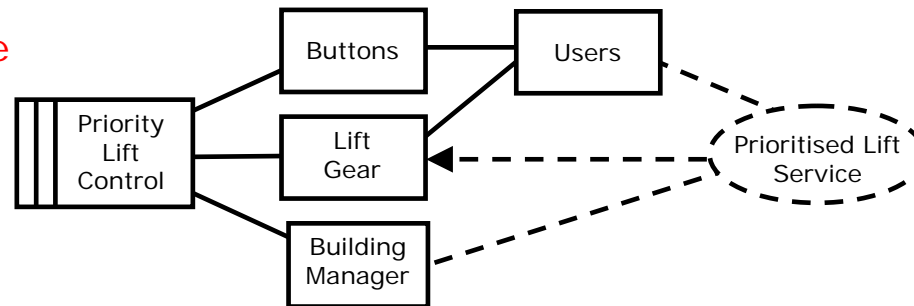 e
Buttons
Users
Priority
Lift
Control
Lift
Gear
Prioritised Lift
Service
Building
Manager